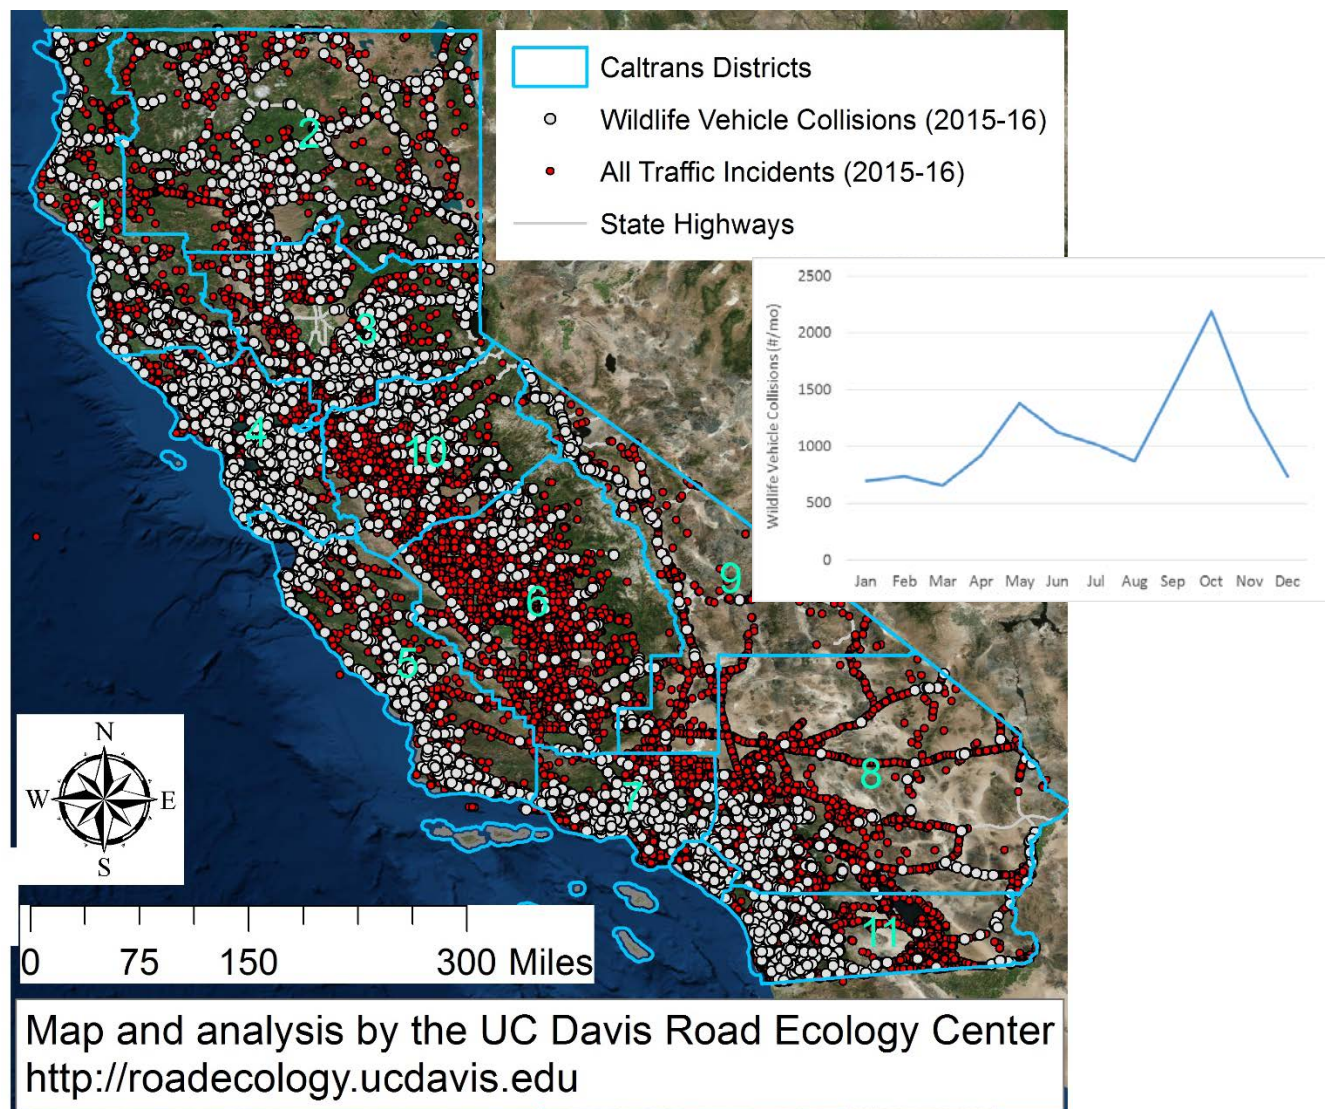 Caltrans Districts
Wildlife Vehicle Collisions (2015-16)
All Traffic Incidents (2015-16)
State Highways
2
1
3
4
10
9
6
5
8
7
11
Wildlife Vehicle Collisions (#/mo)
2500
2000
1500
1000
500
0
Jan Feb Mar Apr May Jun Jul Aug Sep Oct Nov Dec
N
W E
S
0 75 150 300 Miles
Map and analysis by the UC Davis Road Ecology Center
http://roadecology.ucdavis.edu